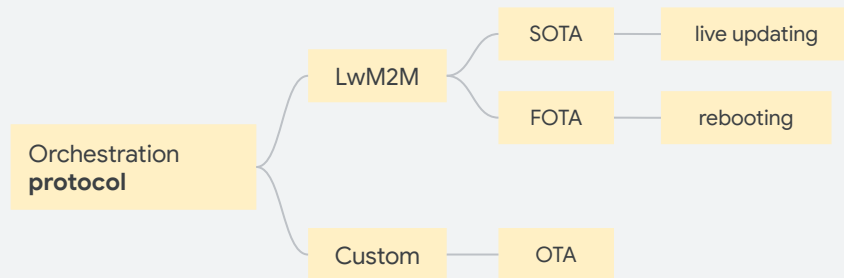 Orchestration
protocol
LwM2M
SOTA
live updating
FOTA
rebooting
Custom
OTA